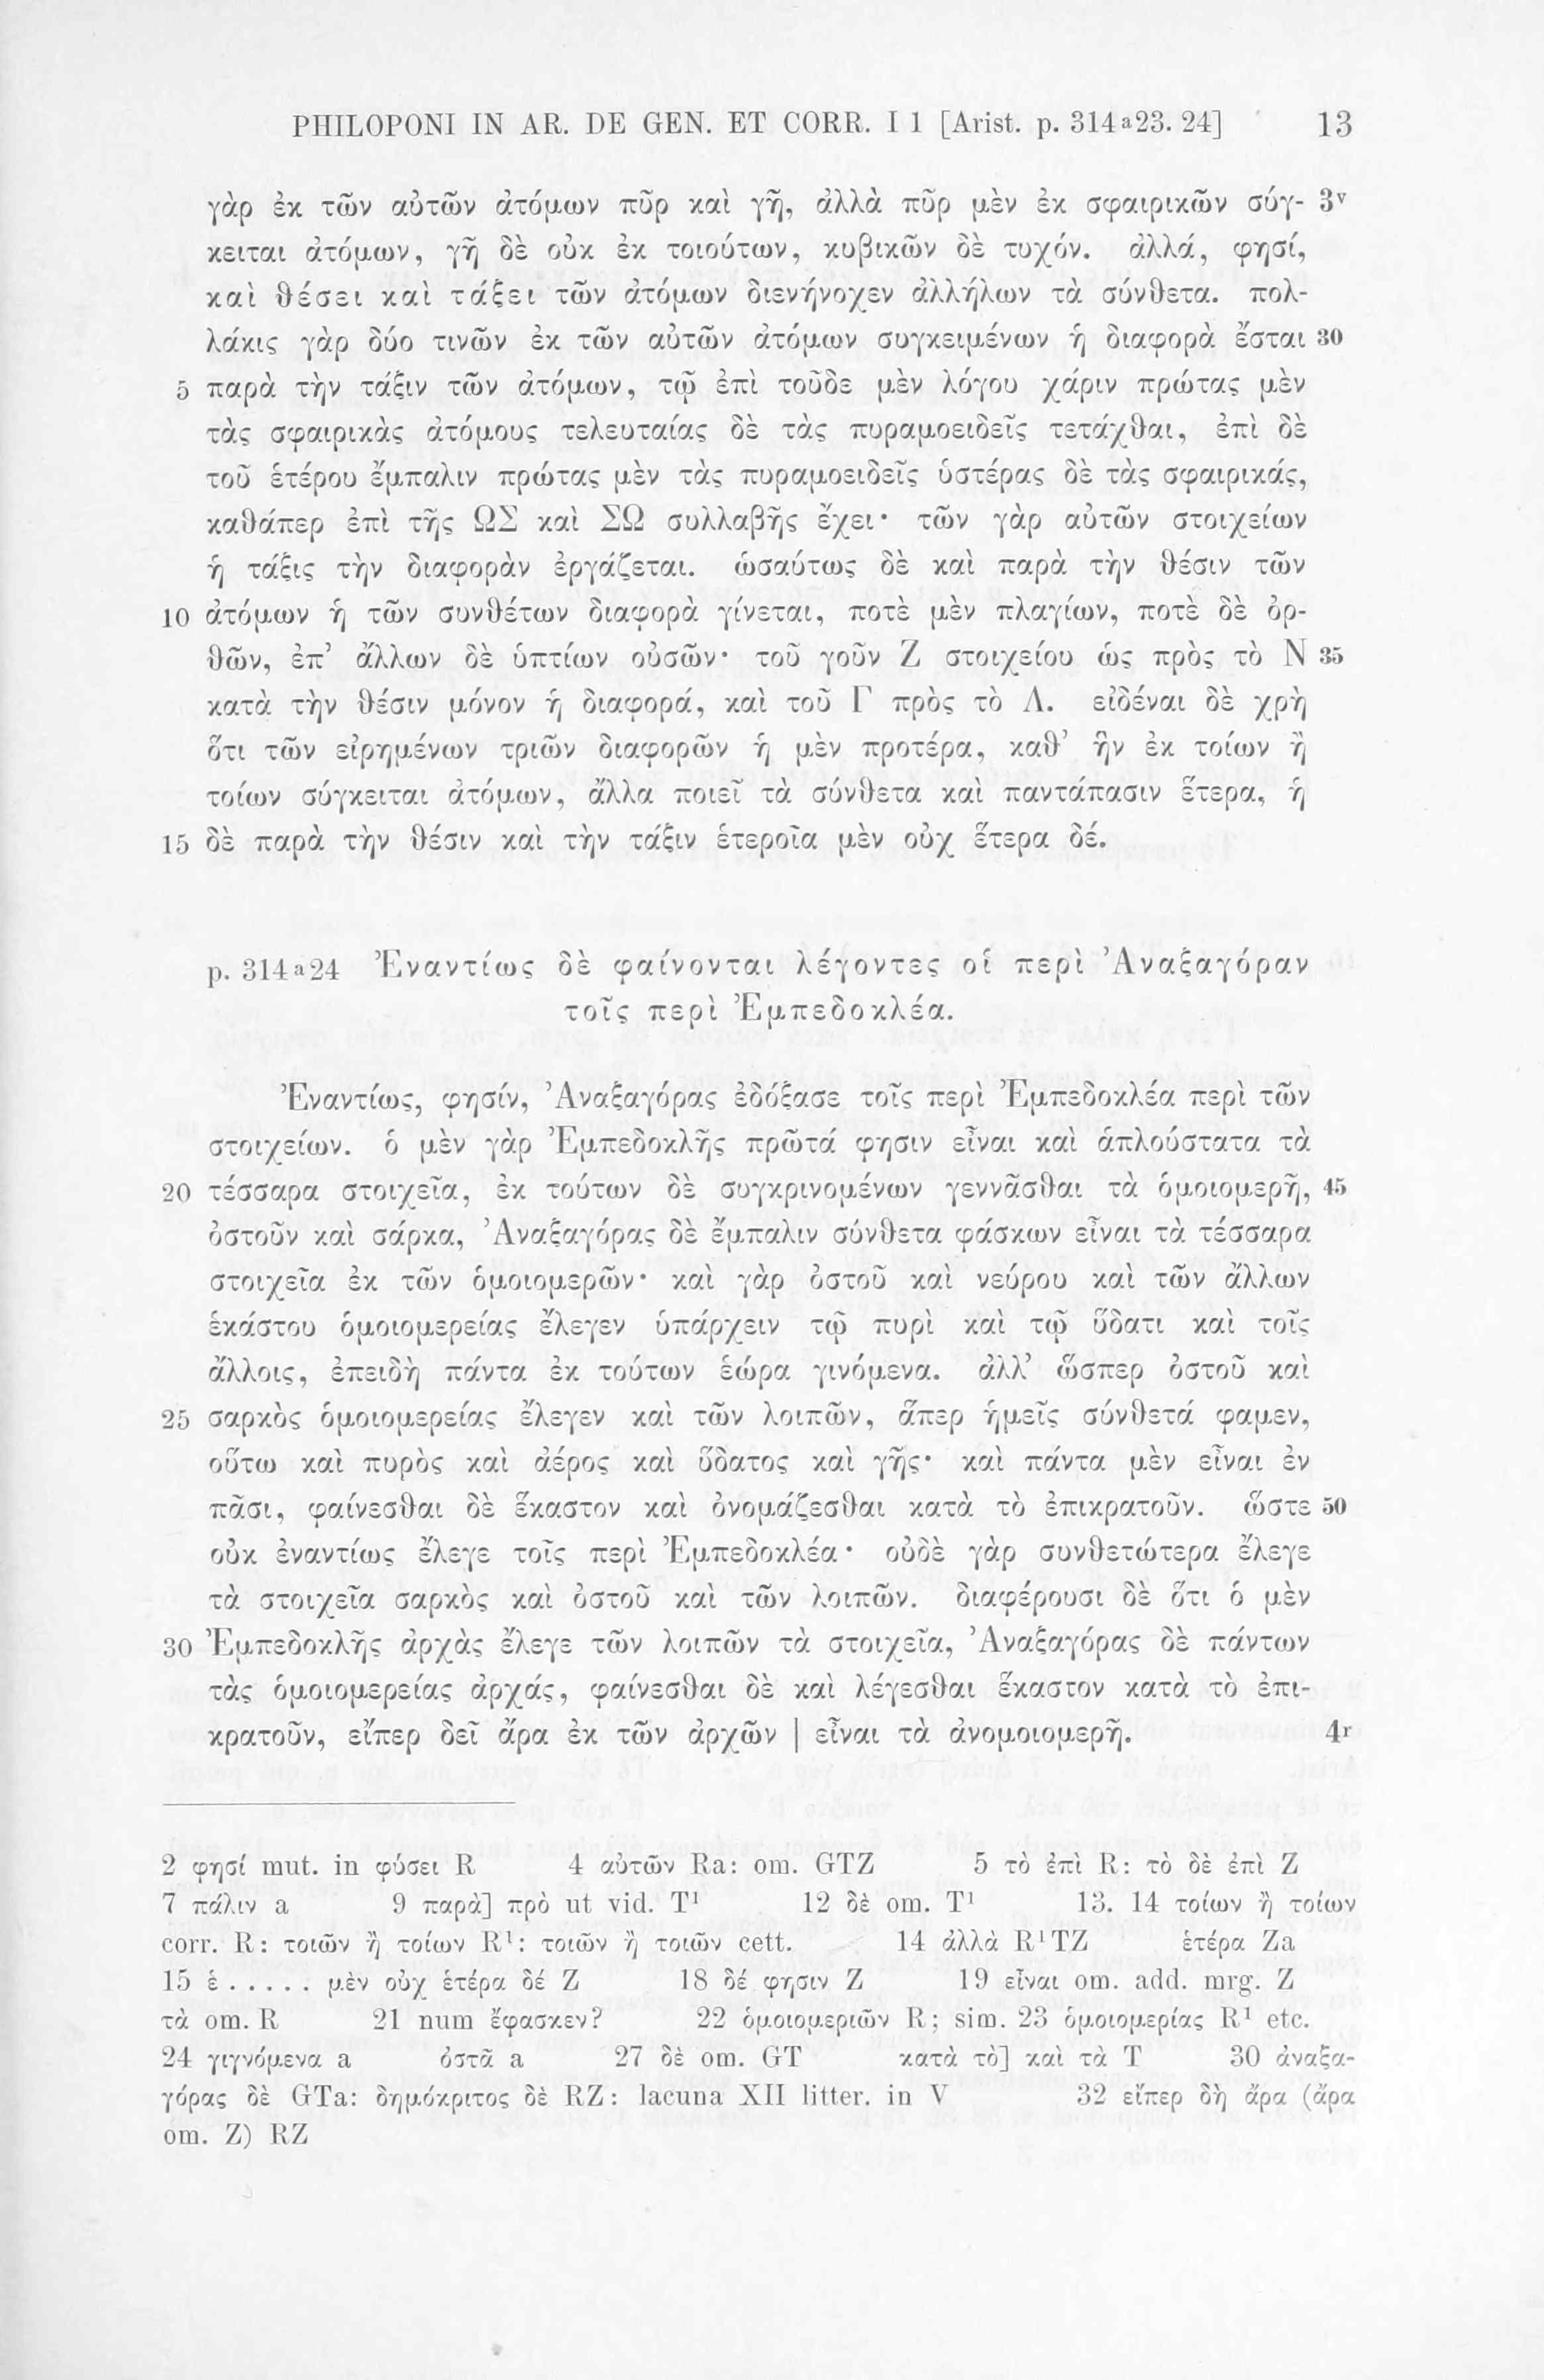 PHILOPONI IN AR. DE GEN. ET CORR. I 1 [Arist. p. 314a23. 24] 13
γὰρ ἐκ τῶν αὐτῶν ἀτόμων πῦρ καὶ γῆ, ἀλλὰ πῦρ μὲν ἐκ σφαιρικῶν σύγ- 3v
κειται ἀτόμων, γῆ δὲ οὐκ ἐκ τοιούτων, κυβικῶν δὲ τυχόν. ἀλλά, φησί,
καὶ θέσει καὶ τάξει τῶν ἀτόμων διενήνοχεν ἀλλήλων τὰ σύνθετα. πολ-
λάκις γὰρ δύο τινῶν ἐκ τῶν αὐτῶν ἀτόμων συγκειμένων ἡ διαφορὰ ἔσται 30
5 παρὰ τὴν τάξιν τῶν ἀτόμων, τῷ ἐπὶ τοῦδε μὲν λόγου χάριν πρώτας μὲν
τὰς σφαιρικὰς ἀτόμους τελευταίας δὲ τὰς πυραμοειδεῖς τετάχθαι, ἐπὶ δὲ
τοῦ ἑτέρου ἔμπαλιν πρώτας μὲν τὰς πυραμοειδεῖς ὑστέρας δὲ τὰς σφαιρικάς,
καθάπερ ἐπὶ τῆς ΩΣ καὶ ΣΩ συλλαβῆς ἔχει· τῶν γὰρ αὐτῶν στοιχείων
ἡ τάξις τὴν διαφορὰν ἐργάζεται. ὡσαύτως δὲ καὶ παρὰ τὴν θέσιν τῶν
10 ἀτόμων ἡ τῶν συνθέτων διαφορὰ γίνεται, ποτὲ μὲν πλαγίων, ποτὲ δὲ ὀρ-
θῶν, ἐπ’ ἄλλων δὲ ὑπτίων οὐσῶν· τοῦ γοῦν Ζ στοιχείου ὡς πρὸς τὸ Ν 35
κατὰ τὴν θέσιν μόνον ἡ διαφορά, καὶ τοῦ Γ πρὸς τὸ Λ. εἰδέναι δὲ χρὴ
ὅτι τῶν εἰρημένων τριῶν διαφορῶν ἡ μὲν προτέρα, καθ’ ἣν ἐκ τοίων ἢ
τοίων σύγκειται ἀτόμων, ἄλλα ποιεῖ τὰ σύνθετα καὶ παντάπασιν ἕτερα, ἡ
15 δὲ παρὰ τὴν θέσιν καὶ τὴν τάξιν ἑτεροῖα μὲν οὐχ ἕτερα δέ.
p. 314a24 Ἐναντίως δὲ φαίνονται λέγοντες οἱ περὶ Ἀναξαγόραν
τοῖς περὶ Ἐμπεδοκλέα.
Ἐναντίως, φησίν, Ἀναξαγόρας ἐδόξασε τοῖς περὶ Ἐμπεδοκλέα περὶ τῶν
στοιχείων. ὁ μὲν γὰρ Ἐμπεδοκλῆς πρῶτά φησιν εἶναι καὶ ἁπλούστατα τὰ
20 τέσσαρα στοιχεῖα, ἐκ τούτων δὲ συγκρινομένων γεννᾶσθαι τὰ ὁμοιομερῆ, 45
ὀστοῦν καὶ σάρκα, Ἀναξαγόρας δὲ ἔμπαλιν σύνθετα φάσκων εἶναι τὰ τέσσαρα
στοιχεῖα ἐκ τῶν ὁμοιομερῶν· καὶ γὰρ ὀστοῦ καὶ νεύρου καὶ τῶν ἄλλων
ἑκάστου ὁμοιομερείας ἔλεγεν ὑπάρχειν τῷ πυρὶ καὶ τῷ ὕδατι καὶ τοῖς
ἄλλοις, ἐπειδὴ πάντα ἐκ τούτων ἑώρα γινόμενα. ἀλλ’ ὥσπερ ὀστοῦ καὶ
25 σαρκὸς ὁμοιομερείας ἔλεγεν καὶ τῶν λοιπῶν, ἅπερ ἡμεῖς σύνθετά φαμεν,
οὕτω καὶ πυρὸς καὶ ἀέρος καὶ ὕδατος καὶ γῆς· καὶ πάντα μὲν εἶναι ἐν
πᾶσι, φαίνεσθαι δὲ ἕκαστον καὶ ὀνομάζεσθαι κατὰ τὸ ἐπικρατοῦν. ὥστε 50
οὐκ ἐναντίως ἔλεγε τοῖς περὶ Ἐμπεδοκλέα· οὐδὲ γὰρ συνθετώτερα ἔλεγε
τὰ στοιχεῖα σαρκὸς καὶ ὀστοῦ καὶ τῶν λοιπῶν. διαφέρουσι δὲ ὅτι ὁ μὲν
30 Ἐμπεδοκλῆς ἀρχὰς ἔλεγε τῶν λοιπῶν τὰ στοιχεῖα, Ἀναξαγόρας δὲ πάντων
τὰς ὁμοιομερείας ἀρχάς, φαίνεσθαι δὲ καὶ λέγεσθαι ἕκαστον κατὰ τὸ ἐπι-
κρατοῦν, εἴπερ δεῖ ἄρα ἐκ τῶν ἀρχῶν | εἶναι τὰ ἀνομοιομερῆ. 4r
2 φησί mut. in φύσει R 4 αὐτῶν Ra: om. GTZ 5 τὸ ἐπὶ R: τὸ δὲ ἐπὶ Z
7 πάλιν a 9 παρὰ] πρὸ ut vid. T¹ 12 δὲ om. T¹ 13. 14 τοίων ἢ τοίων
corr. R: τοιῶν ἢ τοίων R¹: τοιῶν ἢ τοιῶν cett. 14 ἀλλὰ R¹TZ ἑτέρα Za
15 ἑ..... μὲν οὐχ ἑτέρα δέ Z 18 δέ φησιν Z 19 εἶναι om. add. mrg. Z
τὰ om. R 21 num ἔφασκεν? 22 ὁμοιομεριῶν R; sim. 23 ὁμοιομερίας R¹ etc.
24 γιγνόμενα a ὀστᾶ a 27 δὲ om. GT κατὰ τὸ] καὶ τὰ T 30 ἀναξα-
γόρας δὲ GTa: δημόκριτος δὲ RZ: lacuna XII litter. in V 32 εἴπερ δὴ ἄρα (ἄρα
om. Z) RZ